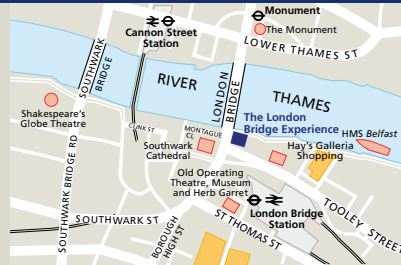 Monument
The Monument
Cannon Street
Station
LOWER THAMES ST
SOUTHWARK
BRIDGE
RIVER
THAMES
LONDON
BRIDGE
Shakespeare's
Globe Theatre
CLINK ST
MONTAGUE
CL
The London
Bridge Experience
HMS Belfast
Southwark
Cathedral
Hay's Galleria
Shopping
SOUTHWARK BRIDGE RD
Old Operating
Theatre, Museum
and Herb Garret
SOUTHWARK ST
BOROUGH
HIGH ST
ST THOMAS ST
London Bridge
Station
TOOLEY STREET